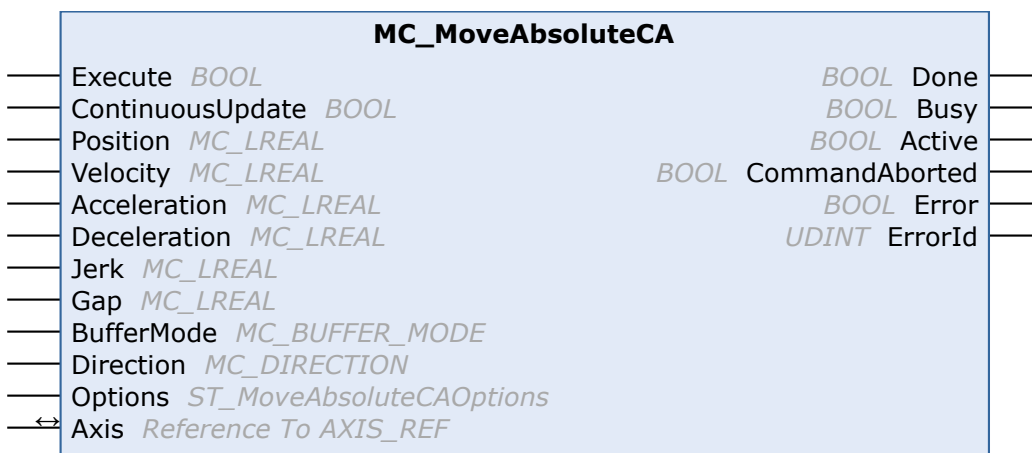 MC_MoveAbsoluteCA
Execute BOOL BOOL Done
ContinuousUpdate BOOL BOOL Busy
Position MC_LREAL BOOL Active
Velocity MC_LREAL BOOL CommandAborted
Acceleration MC_LREAL BOOL Error
Deceleration MC_LREAL UDINT ErrorId
Jerk MC_LREAL
Gap MC_LREAL
BufferMode MC_BUFFER_MODE
Direction MC_DIRECTION
Options ST_MoveAbsoluteCAOptions
Axis Reference To AXIS_REF